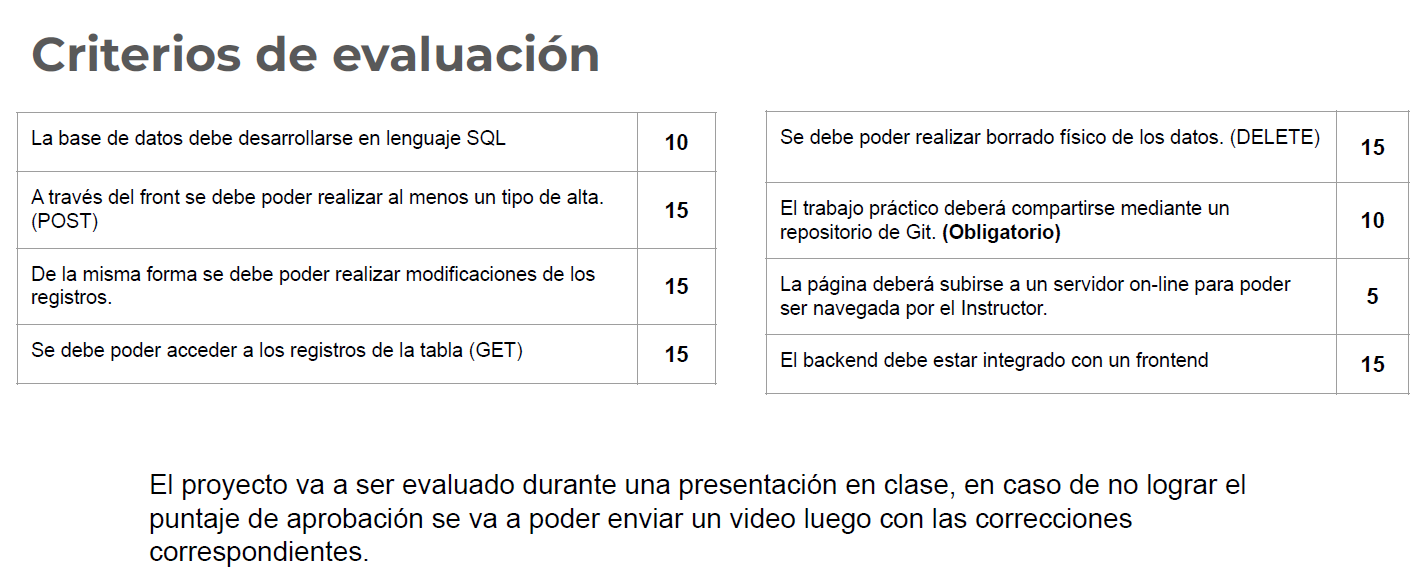 Criterios de evaluación
La base de datos debe desarrollarse en lenguaje SQL
10
A través del front se debe poder realizar al menos un tipo de alta.
(POST)
15
De la misma forma se debe poder realizar modificaciones de los
registros.
15
Se debe poder acceder a los registros de la tabla (GET)
15
Se debe poder realizar borrado físico de los datos. (DELETE)
15
El trabajo práctico deberá compartirse mediante un
repositorio de Git. (Obligatorio)
10
La página deberá subirse a un servidor on-line para poder
ser navegada por el Instructor.
5
El backend debe estar integrado con un frontend
15
El proyecto va a ser evaluado durante una presentación en clase, en caso de no lograr el
puntaje de aprobación se va a poder enviar un video luego con las correcciones
correspondientes.